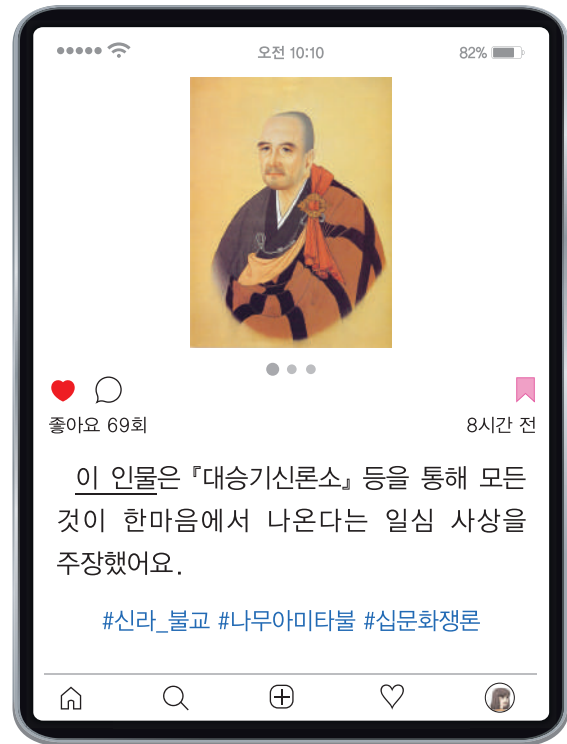 오전 10:10
82%
좋아요 69회
8시간 전
이 인물은 『대승기신론소』 등을 통해 모든
것이 한마음에서 나온다는 일심 사상을
주장했어요.
#신라_불교 #나무아미타불 #십문화쟁론